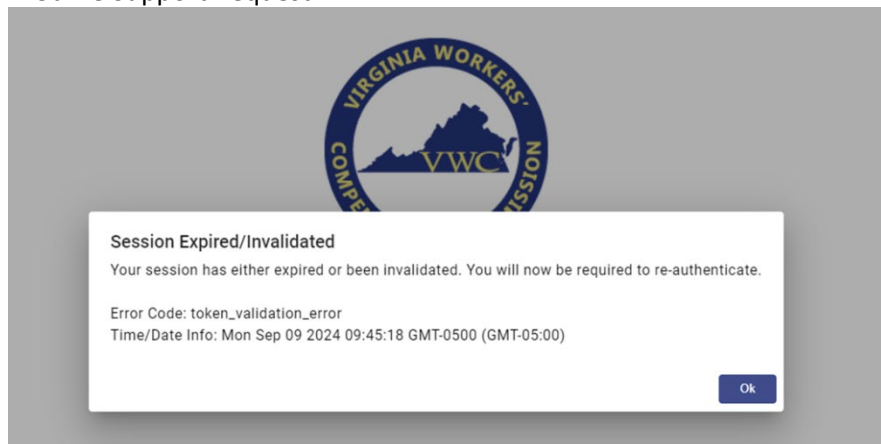 VIRGINIA WORKERS'
VWC
Session Expired/Invalidated
Your session has either expired or been invalidated. You will now be required to re-authenticate.
Error Code: token_validation_error
Time/Date Info: Mon Sep 09 2024 09:45:18 GMT-0500 (GMT-05:00)
Ok